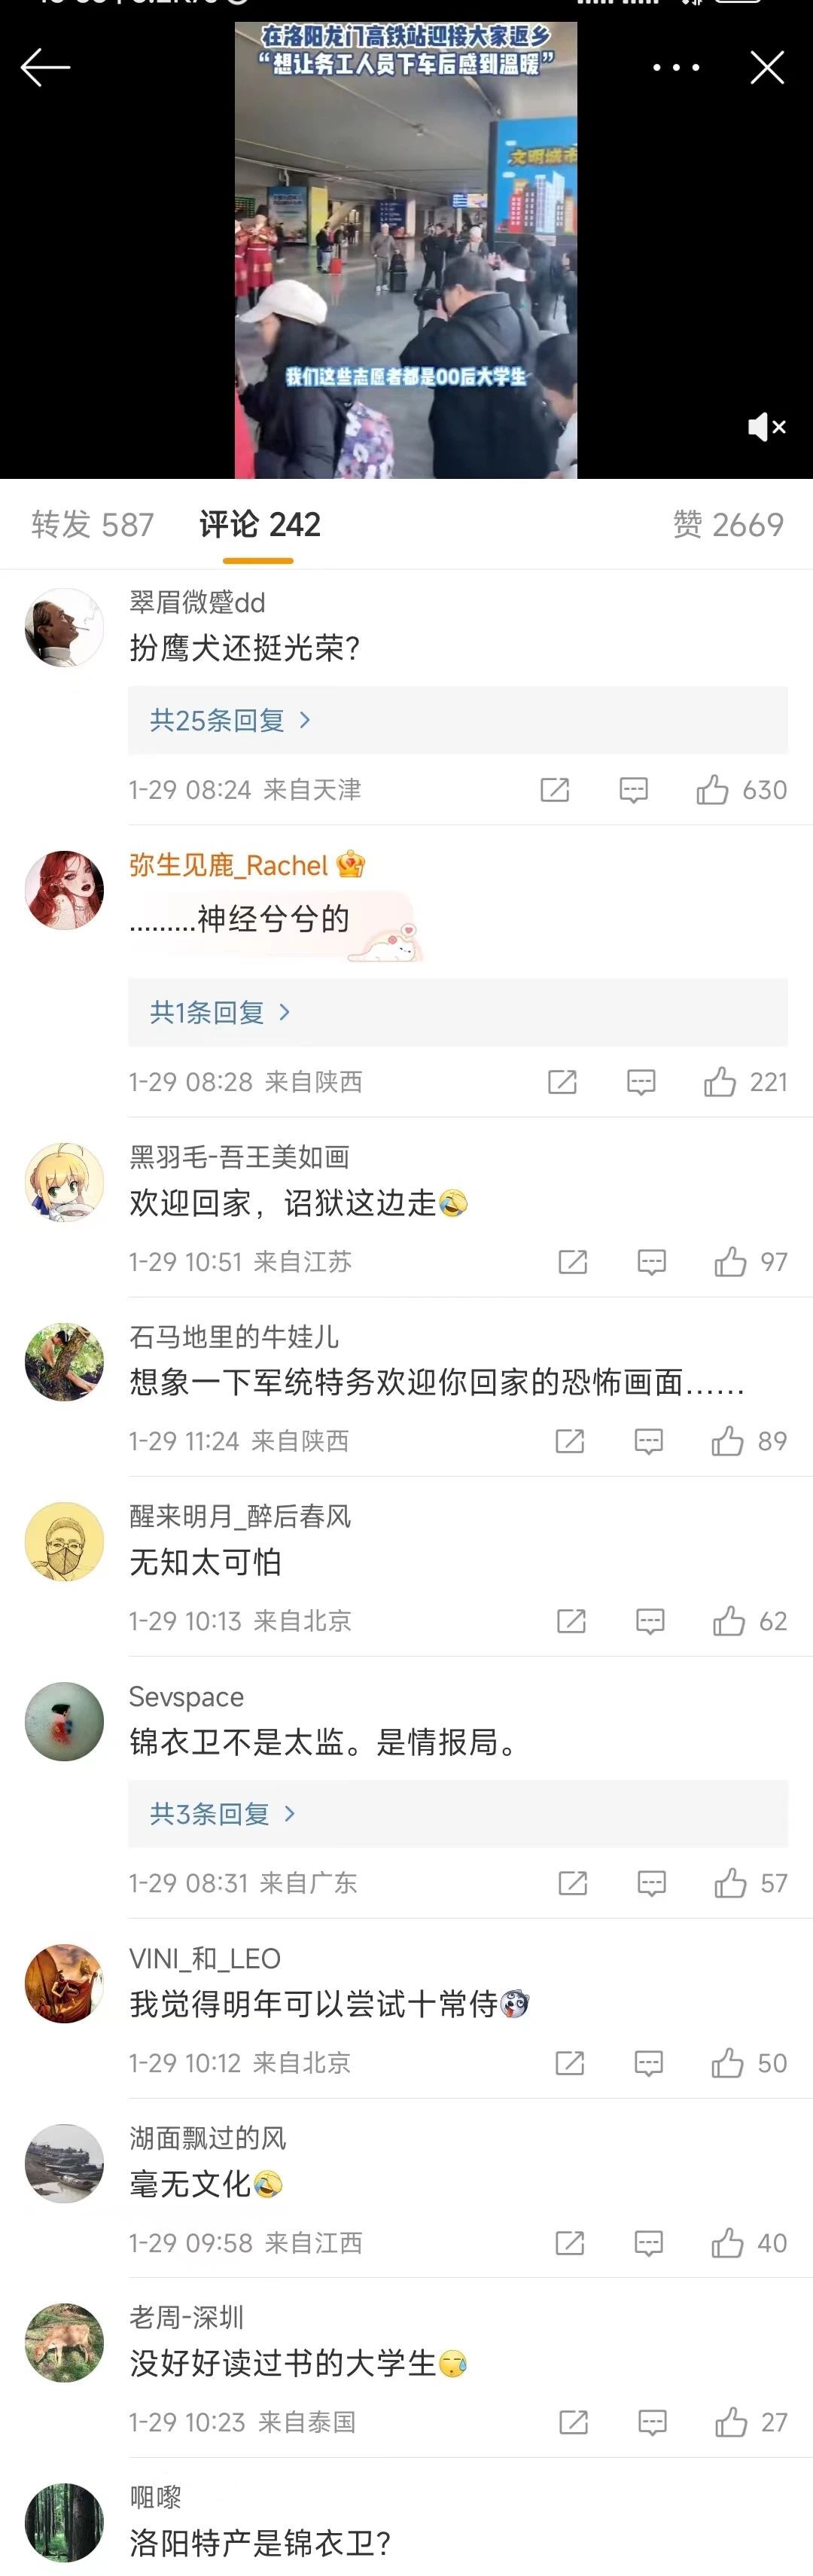 在洛阳龙门高铁站迎接大家返乡
“想让务工人员下车后感到温暖”
文明城市
我们这些志愿者都是00后大学生
转发 587 评论 242 赞 2669
翠眉微蹙dd
扮鹰犬还挺光荣?
共25条回复
1-29 08:24 来自天津 630
弥生见鹿_Rachel
.........神经兮兮的
共1条回复
1-29 08:28 来自陕西 221
黑羽毛-吾王美如画
欢迎回家，诏狱这边走
1-29 10:51 来自江苏 97
石马地里的牛娃儿
想象一下军统特务欢迎你回家的恐怖画面……
1-29 11:24 来自陕西 89
醒来明月_醉后春风
无知太可怕
1-29 10:13 来自北京 62
Sevspace
锦衣卫不是太监。是情报局。
共3条回复
1-29 08:31 来自广东 57
VINI_和_LEO
我觉得明年可以尝试十常侍
1-29 10:12 来自北京 50
湖面飘过的风
毫无文化
1-29 09:58 来自江西 40
老周-深圳
没好好读过书的大学生
1-29 10:23 来自泰国 27
咀嚟
洛阳特产是锦衣卫?